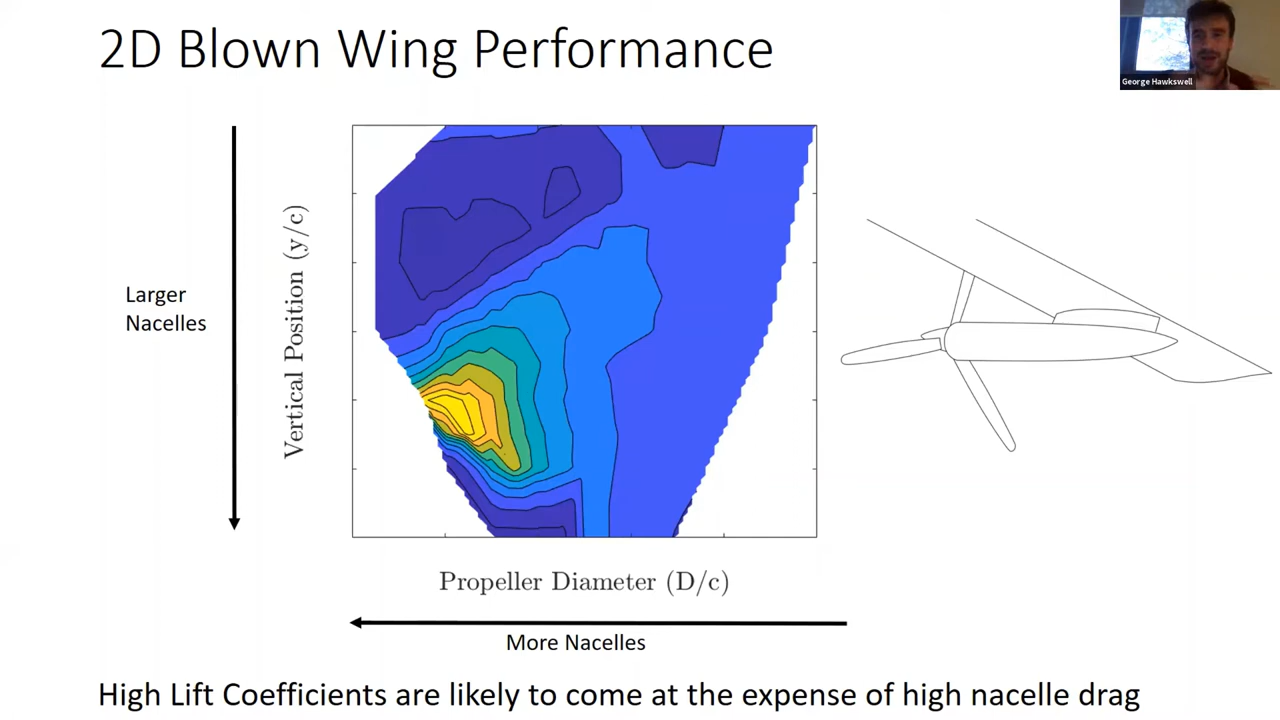 2D Blown Wing Performance
George Hawkswell
Larger
Nacelles
Vertical Position (y/c)
Propeller Diameter (D/c)
More Nacelles
High Lift Coefficients are likely to come at the expense of high nacelle drag